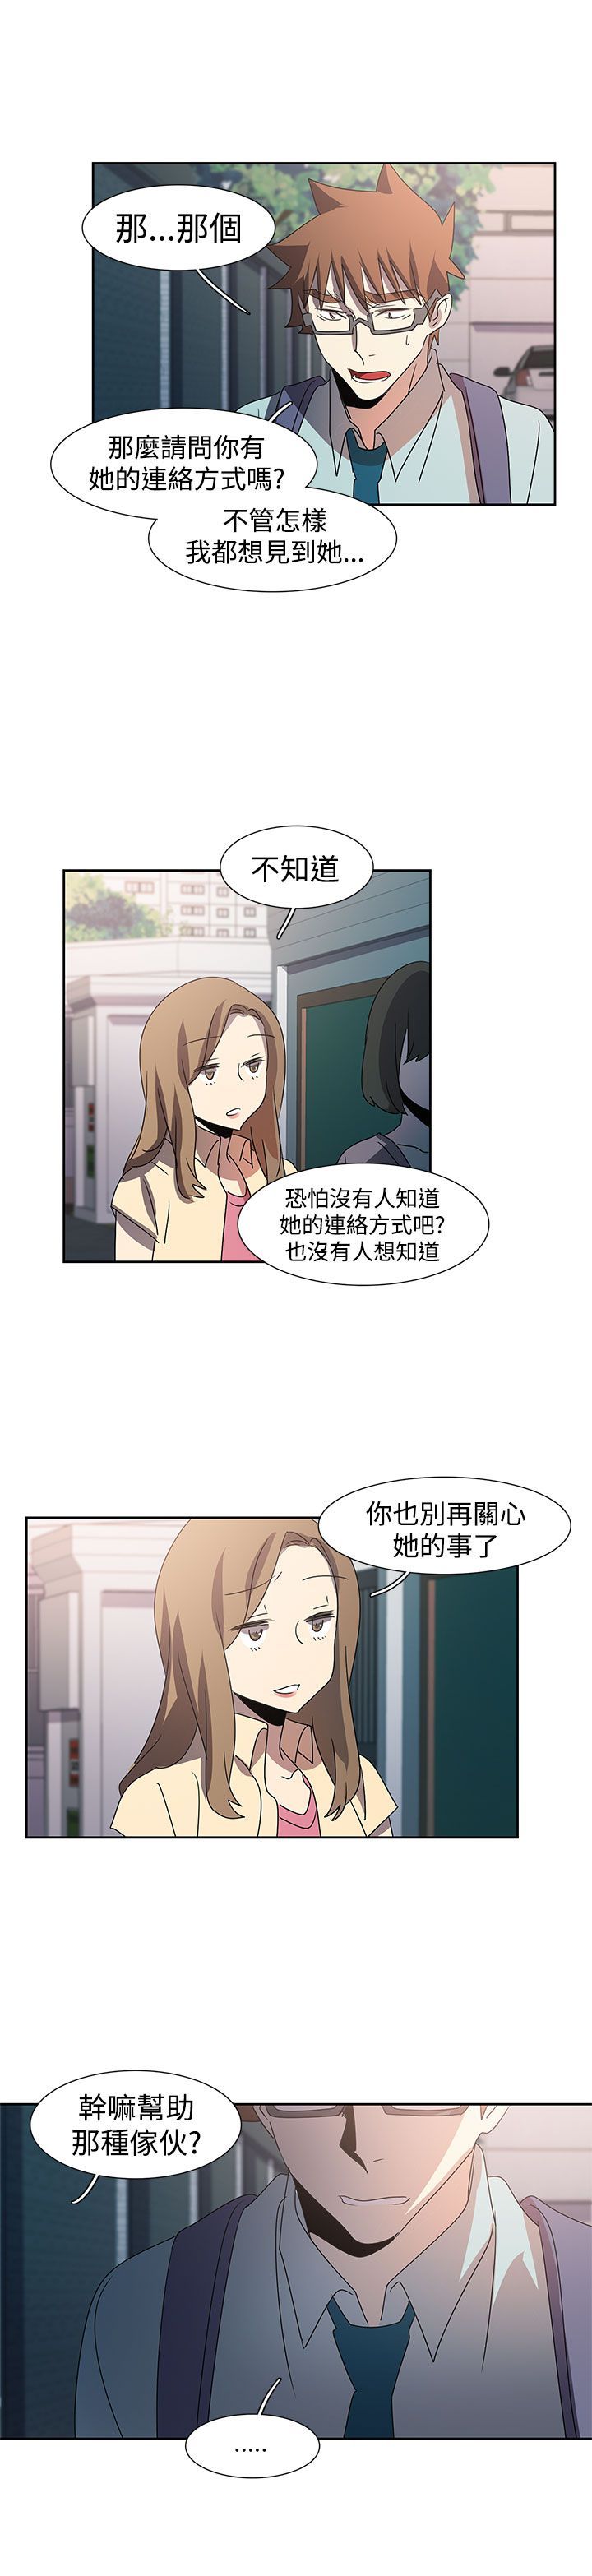 那...那個
那麼請問你有
她的連絡方式嗎?
不管怎樣
我都想見到她...
不知道
恐怕沒有人知道
她的連絡方式吧?
也沒有人想知道
你也別再關心
她的事了
幹嘛幫助
那種傢伙?
.....